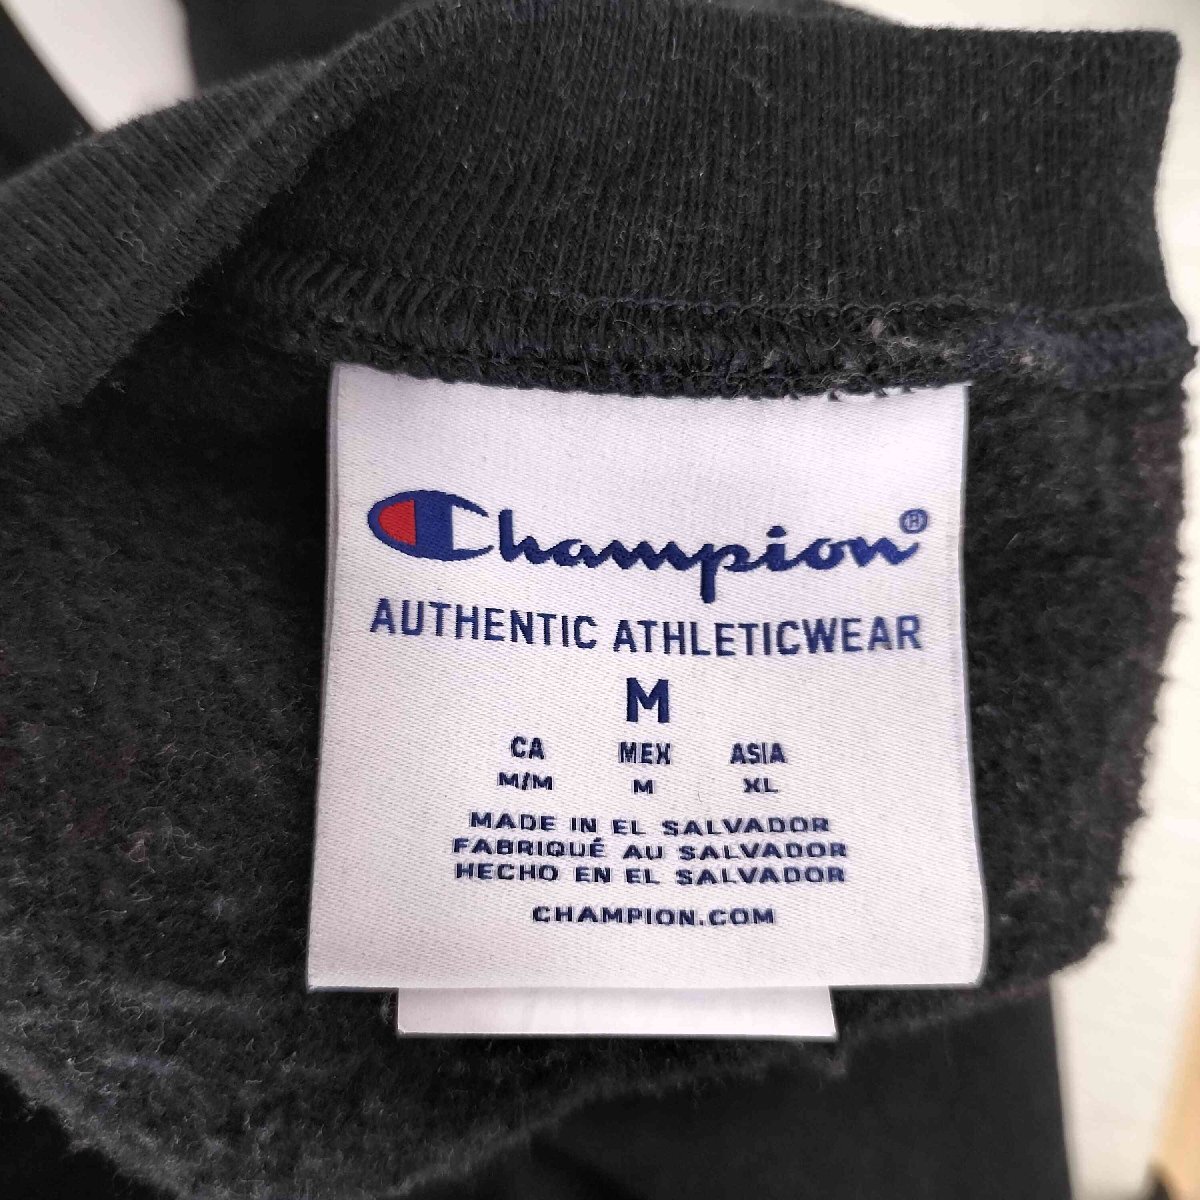 Champion®
AUTHENTIC ATHLETICWEAR
M
CA MEX ASIA
M/M M XL
MADE IN EL SALVADOR
FABRIQUÉ AU SALVADOR
HECHO EN EL SALVADOR
CHAMPION.COM